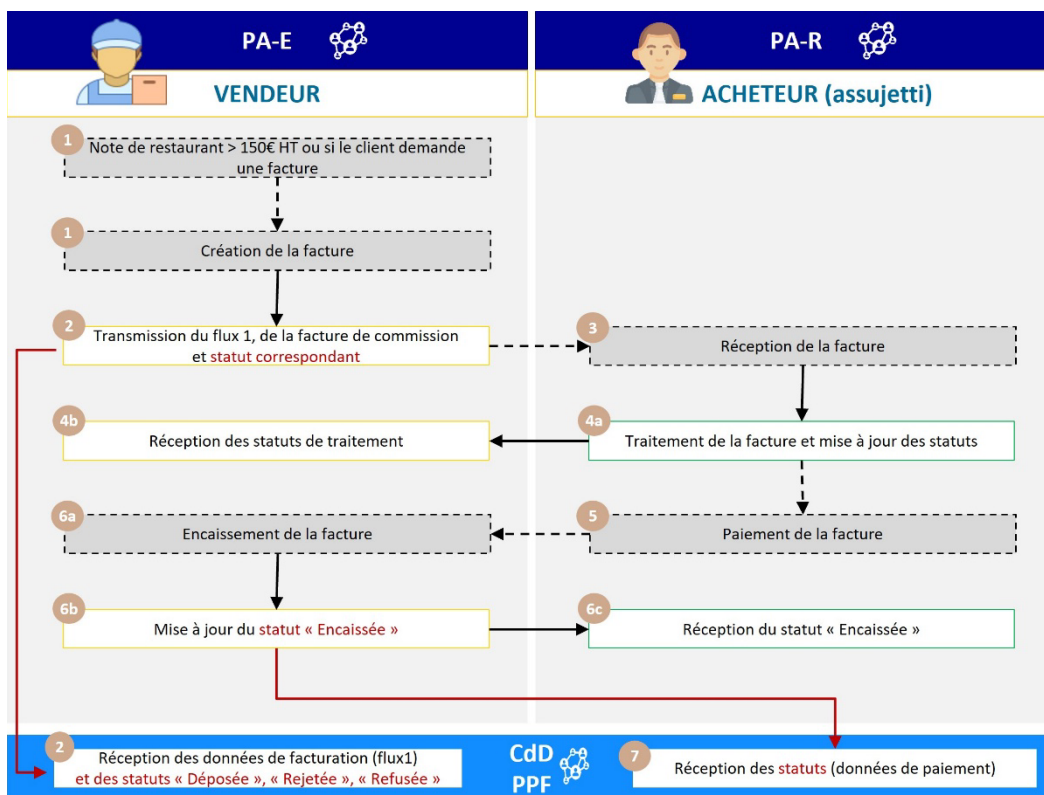 PA-E
PA-R
VENDEUR
ACHETEUR (assujetti)
1
Note de restaurant > 150€ HT ou si le client demande
une facture
1
Création de la facture
2
Transmission du flux 1, de la facture de commission
et statut correspondant
3
Réception de la facture
4b
Réception des statuts de traitement
4a
Traitement de la facture et mise à jour des statuts
6a
Encaissement de la facture
5
Paiement de la facture
6b
Mise à jour du statut « Encaissée »
6c
Réception du statut « Encaissée »
2
Réception des données de facturation (flux1)
et des statuts « Déposée », « Rejetée », « Refusée »
CdD
PPF
7
Réception des statuts (données de paiement)